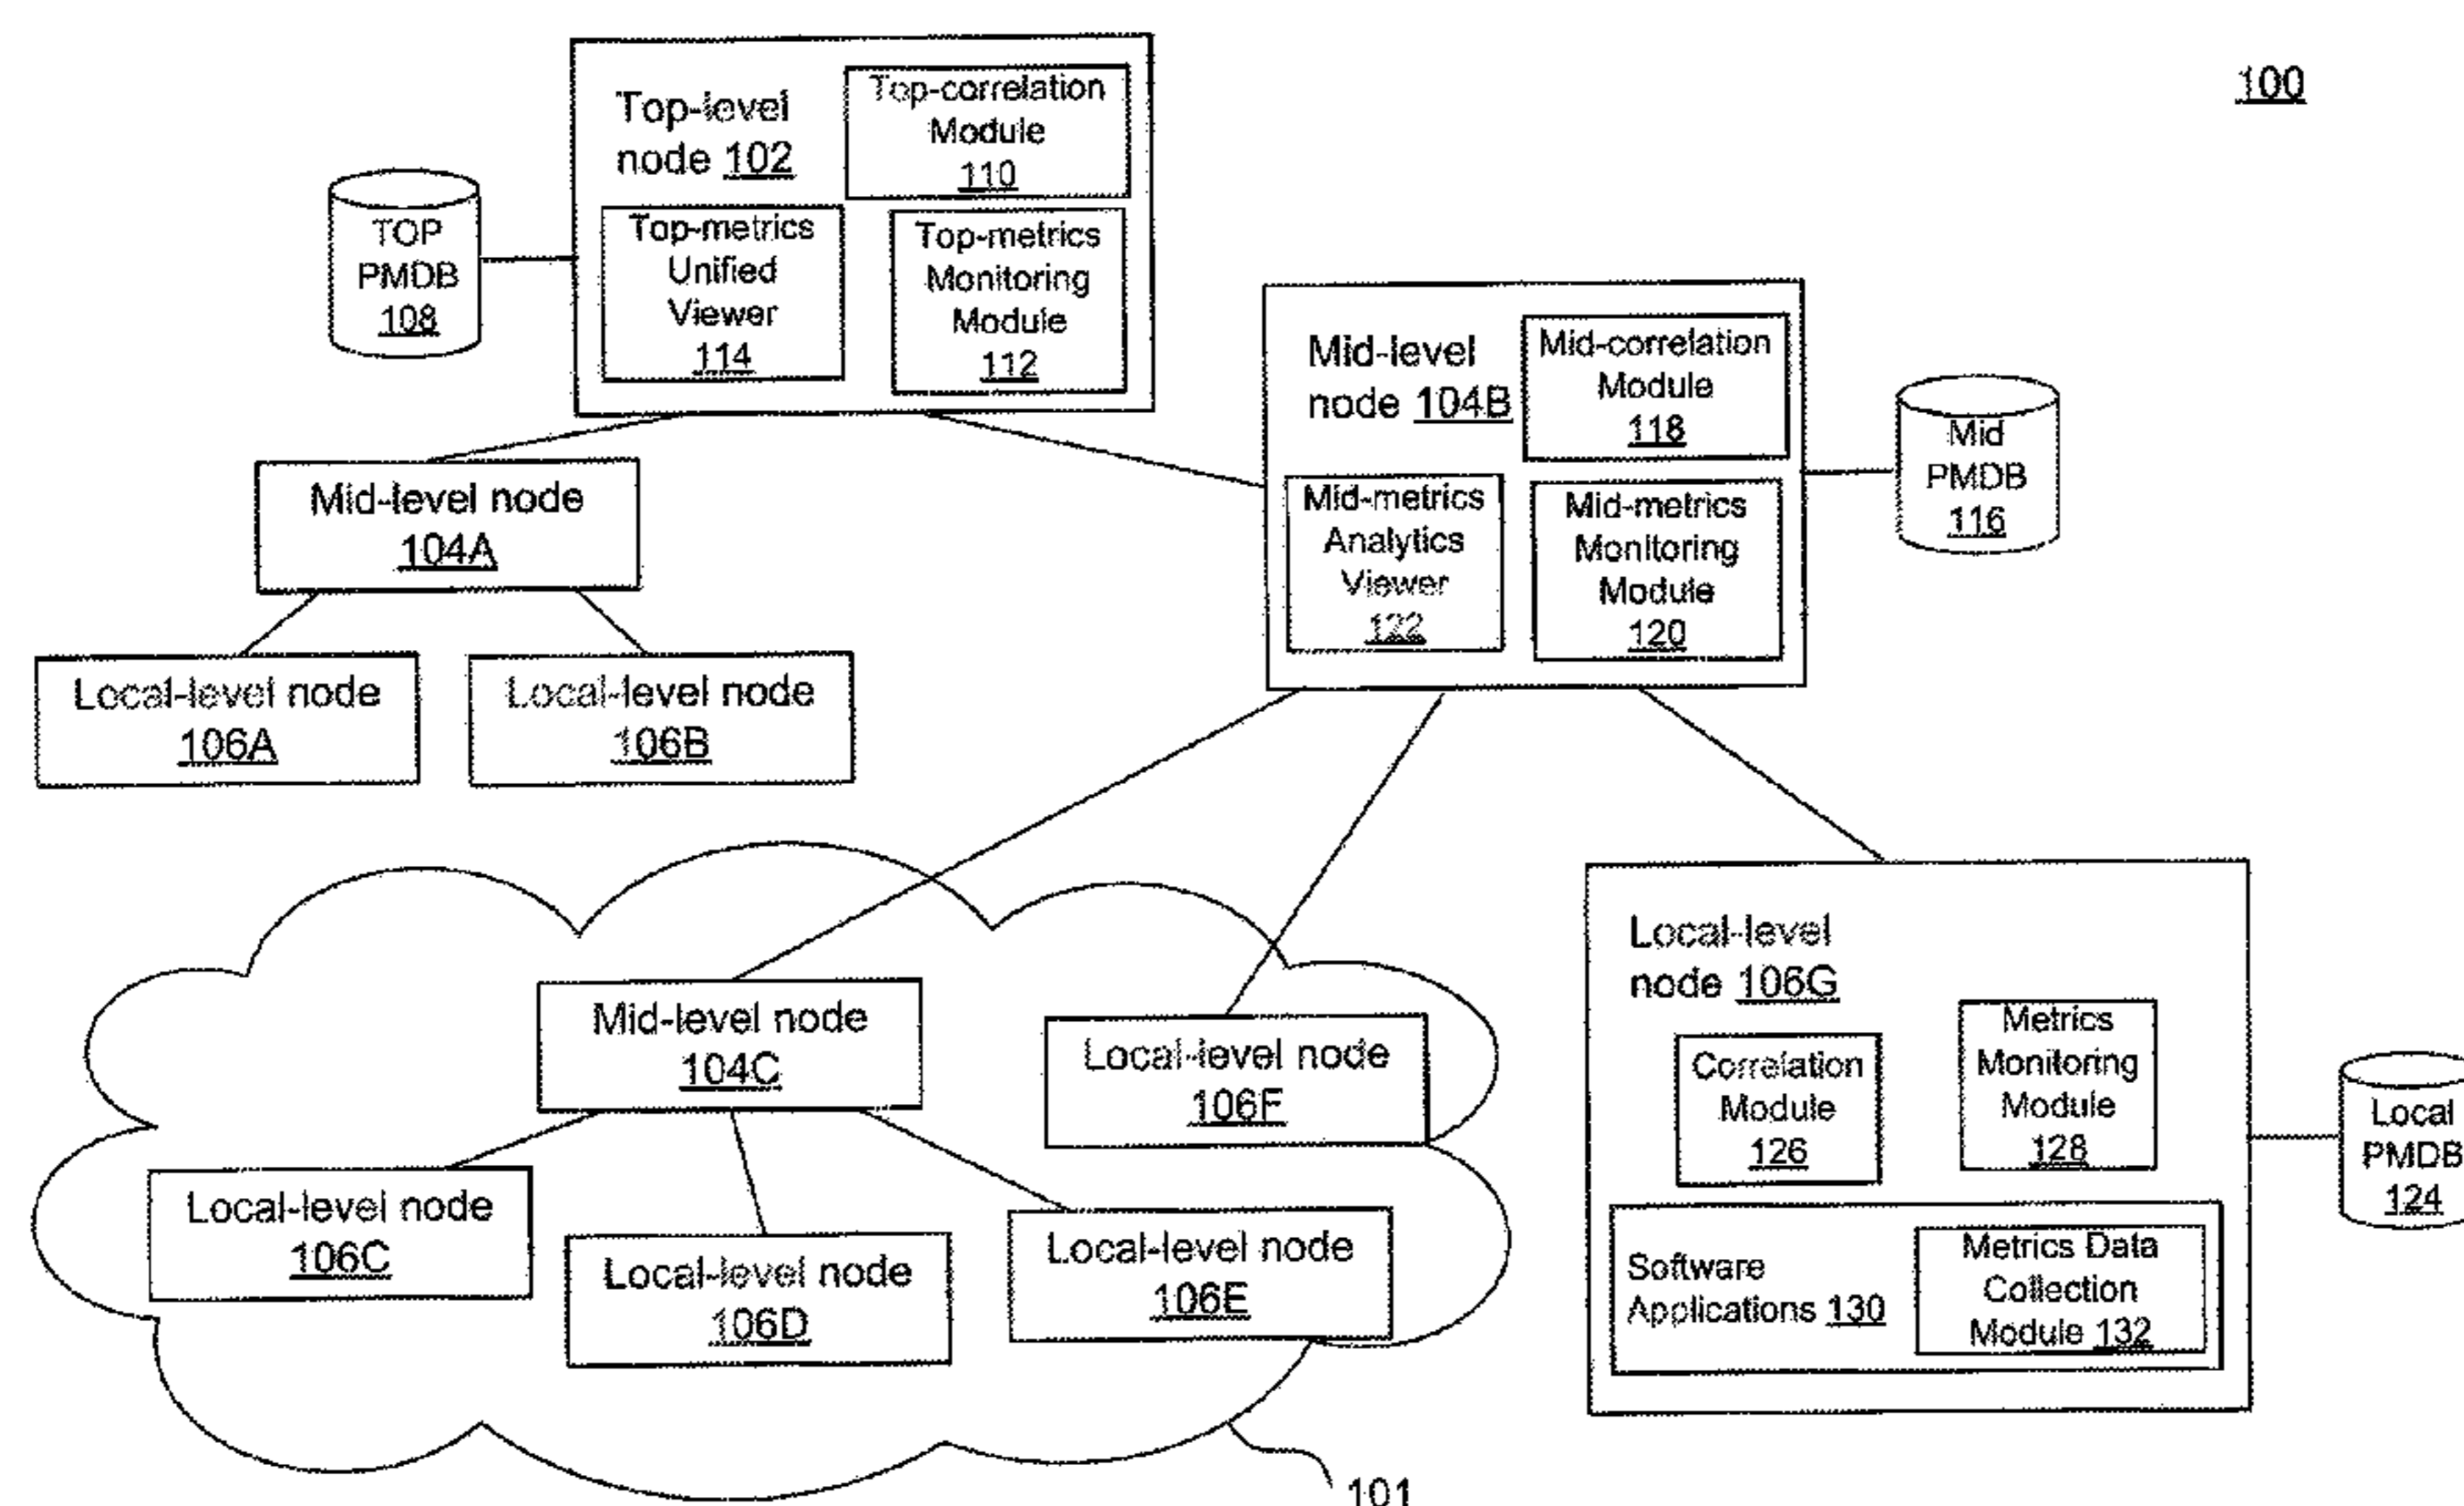 100
Top-level
node 102
Top-correlation
Module
110
Top-metrics
Unified
Viewer
114
Top-metrics
Monitoring
Module
112
TOP
PMDB
108
Mid-level
node 104B
Mid-correlation
Module
118
Mid-metrics
Analytics
Viewer
122
Mid-metrics
Monitoring
Module
120
Mid
PMDB
116
Mid-level node
104A
Local-level node
106A
Local-level node
106B
Mid-level node
104C
Local-level node
106C
Local-level node
106D
Local-level node
106E
Local-level node
106F
Local-level
node 106G
Correlation
Module
126
Metrics
Monitoring
Module
128
Software
Applications 130
Metrics Data
Collection
Module 132
Local
PMDB
124
101